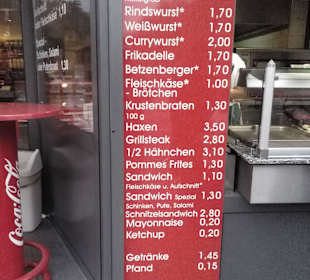 Rindswurst* 1,70
Weißwurst* 1,70
Currywurst* 2,00
Frikadelle 1,70
Betzenberger* 1,70
Fleischkäse* 1.00
- Brötchen
Krustenbraten 1,30
100 g
Haxen 3,50
Grillsteak 2,80
1/2 Hähnchen 3,10
Pommes Frites 1,30
Sandwich 1,10
Fleischkäse u. Aufschnitt*
Sandwich Spezial 1,30
Schinken, Pute, Salami
Schnitzelsandwich 2,80
Mayonnaise 0,20
Ketchup 0,20
Getränke 1,45
Pfand 0,15
Coca-Cola